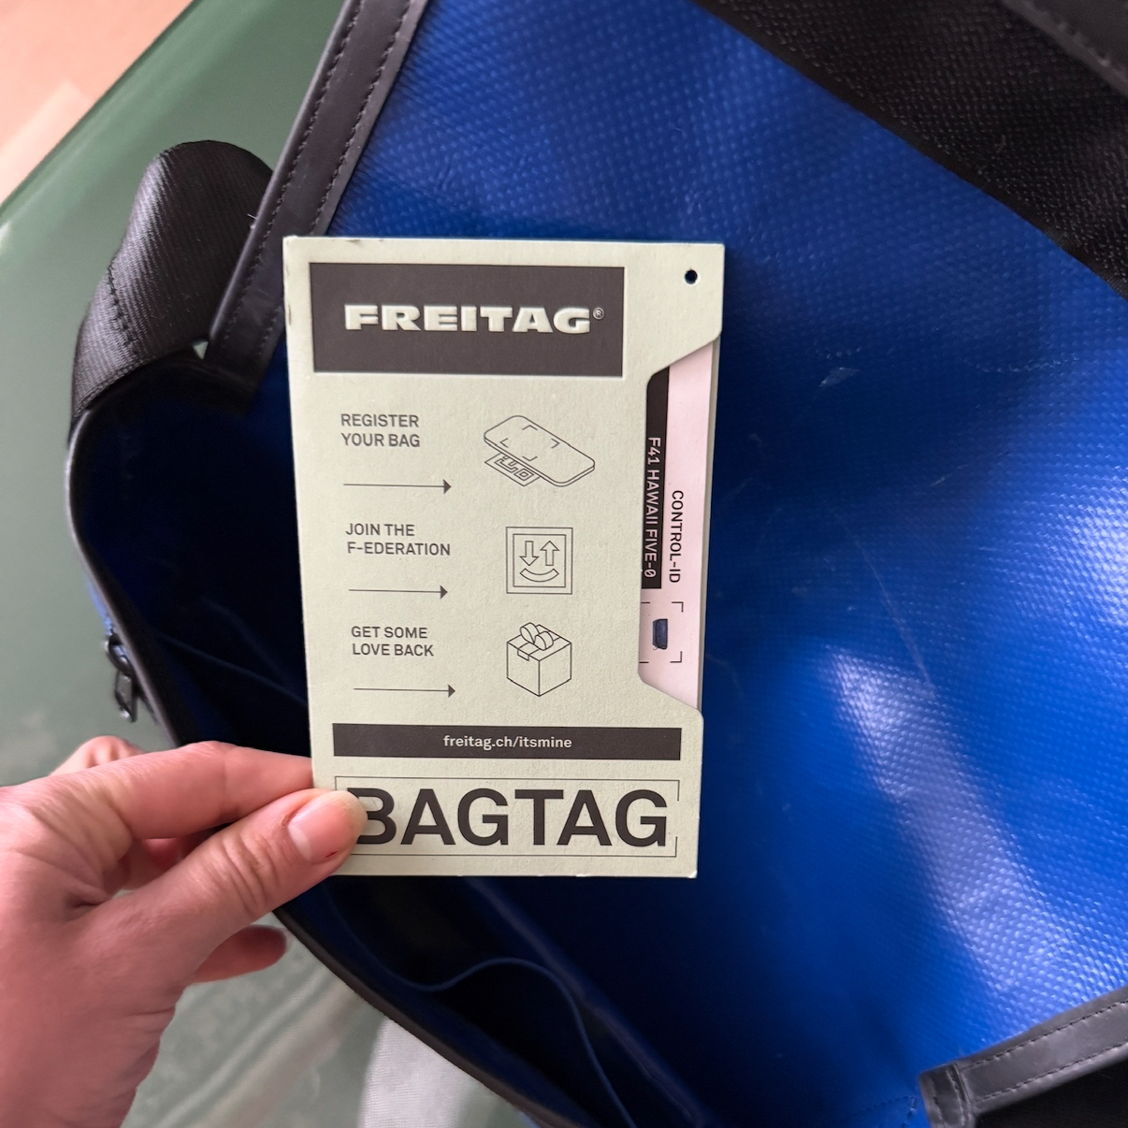 FREITAG®
REGISTER
YOUR BAG
JOIN THE
F-EDERATION
GET SOME
LOVE BACK
freitag.ch/itsmine
BAGTAG
CONTROL-ID
F41 HAWAII FIVE-0